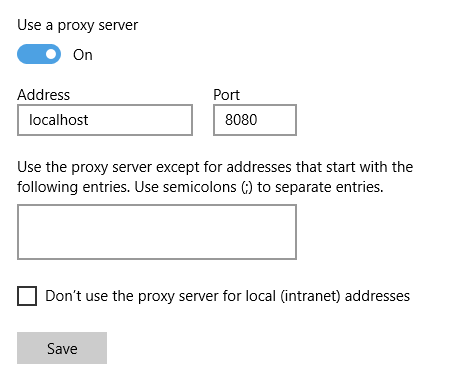 Use a proxy server
On
Address Port
localhost 8080
Use the proxy server except for addresses that start with the
following entries. Use semicolons (;) to separate entries.
Don't use the proxy server for local (intranet) addresses
Save